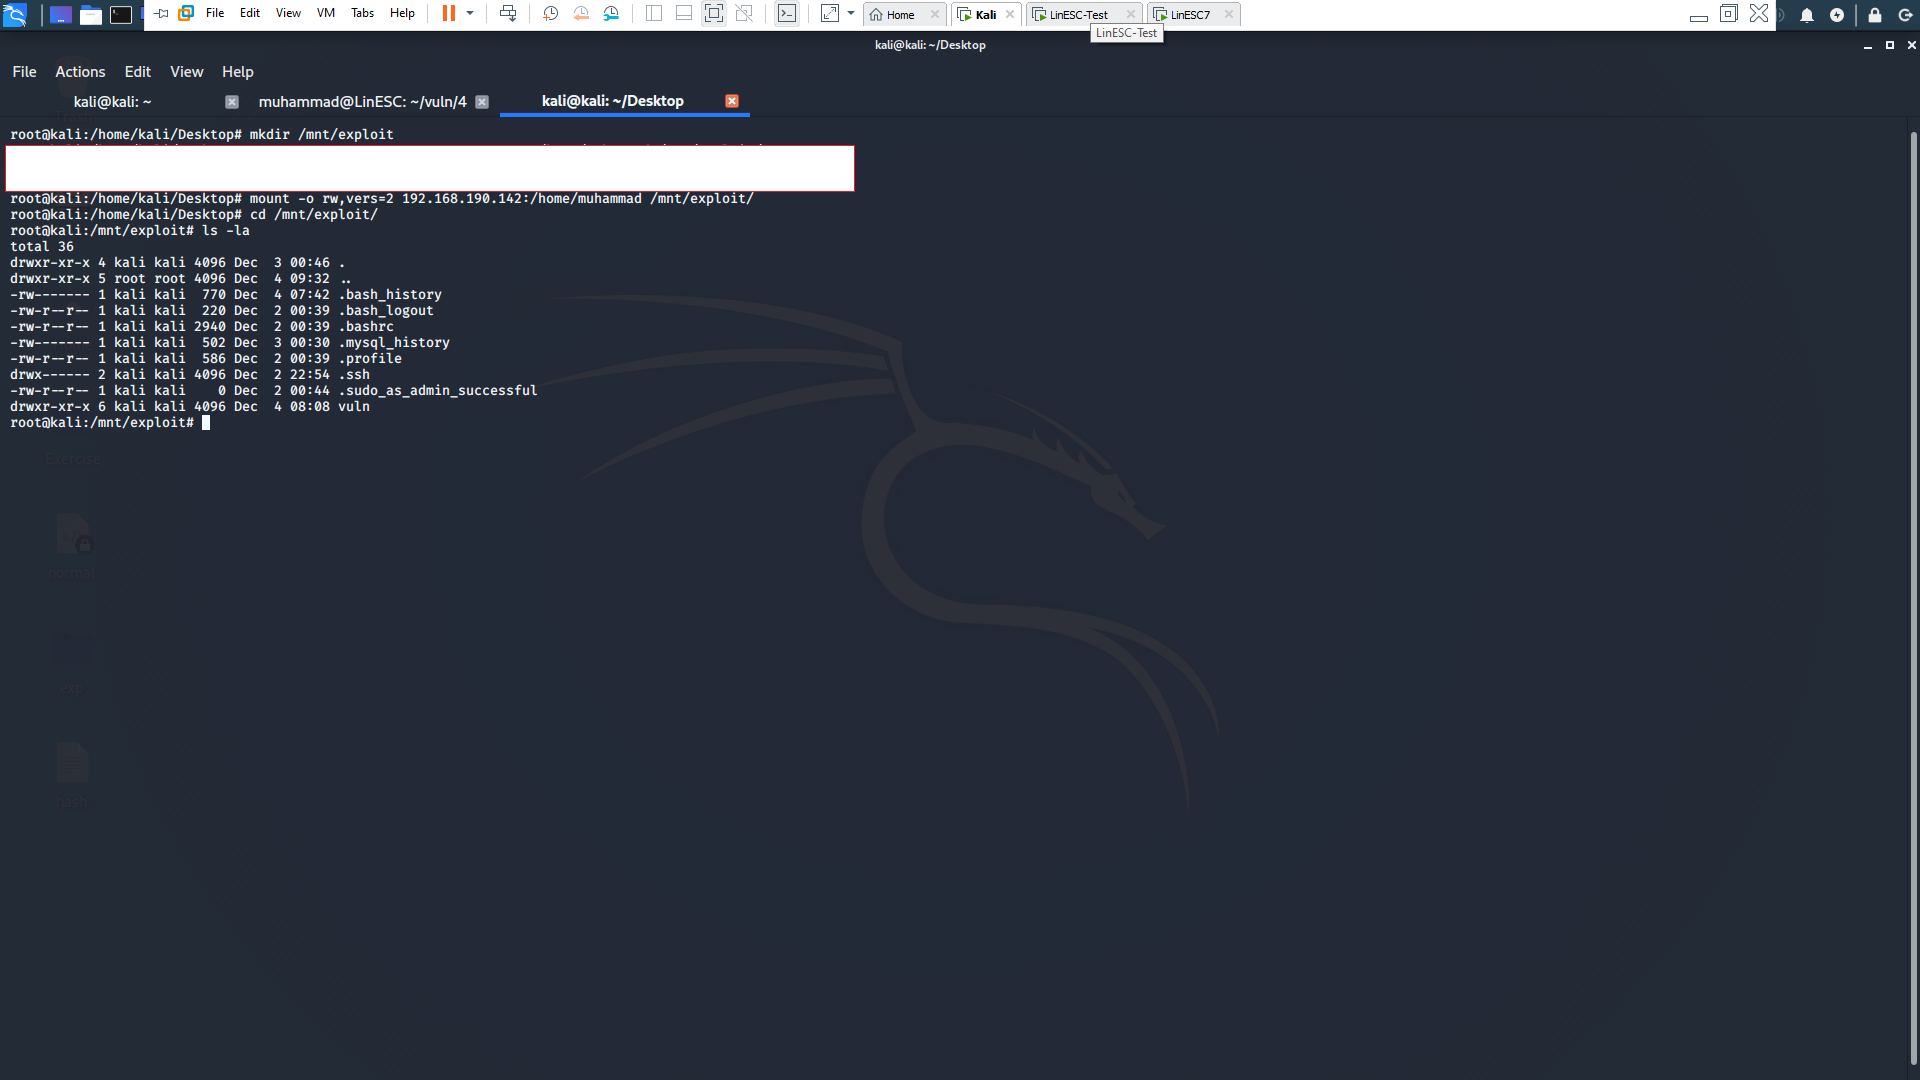 File Edit View VM Tabs Help Home Kali LinESC-Test LinESC7
LinESC-Test
kali@kali: ~/Desktop
File Actions Edit View Help
kali@kali: ~ muhammad@LinESC: ~/vuln/4 kali@kali: ~/Desktop
root@kali:/home/kali/Desktop# mkdir /mnt/exploit
root@kali:/home/kali/Desktop# mount -o rw,vers=2 192.168.190.142:/home/muhammad /mnt/exploit/
root@kali:/home/kali/Desktop# cd /mnt/exploit/
root@kali:/mnt/exploit# ls -la
total 36
drwxr-xr-x 4 kali kali 4096 Dec  3 00:46 .
drwxr-xr-x 5 root root 4096 Dec  4 09:32 ..
-rw------- 1 kali kali  770 Dec  4 07:42 .bash_history
-rw-r--r-- 1 kali kali  220 Dec  2 00:39 .bash_logout
-rw-r--r-- 1 kali kali 2940 Dec  2 00:39 .bashrc
-rw------- 1 kali kali  502 Dec  3 00:30 .mysql_history
-rw-r--r-- 1 kali kali  586 Dec  2 00:39 .profile
drwx------ 2 kali kali 4096 Dec  2 22:54 .ssh
-rw-r--r-- 1 kali kali    0 Dec  2 00:44 .sudo_as_admin_successful
drwxr-xr-x 6 kali kali 4096 Dec  4 08:08 vuln
root@kali:/mnt/exploit#
Exercise
normal
hash